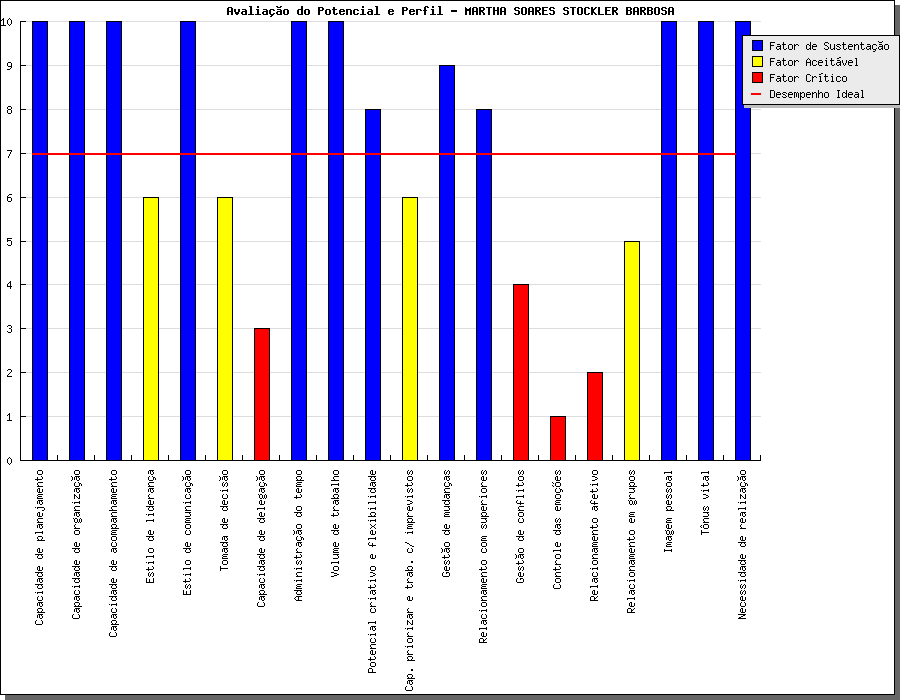 Avaliação do Potencial e Perfil - MARTHA SOARES STOCKLER BARBOSA
10
9
8
7
6
5
4
3
2
1
0
Fator de Sustentação
Fator Aceitável
Fator Crítico
Desempenho Ideal
Capacidade de planejamento
Capacidade de organização
Capacidade de acompanhamento
Estilo de liderança
Estilo de comunicação
Tomada de decisão
Capacidade de delegação
Administração do tempo
Volume de trabalho
Potencial criativo e flexibilidade
Cap. priorizar e trab. c/ imprevistos
Gestão de mudanças
Relacionamento com superiores
Gestão de conflitos
Controle das emoções
Relacionamento afetivo
Relacionamento em grupos
Imagem pessoal
Tônus vital
Necessidade de realização